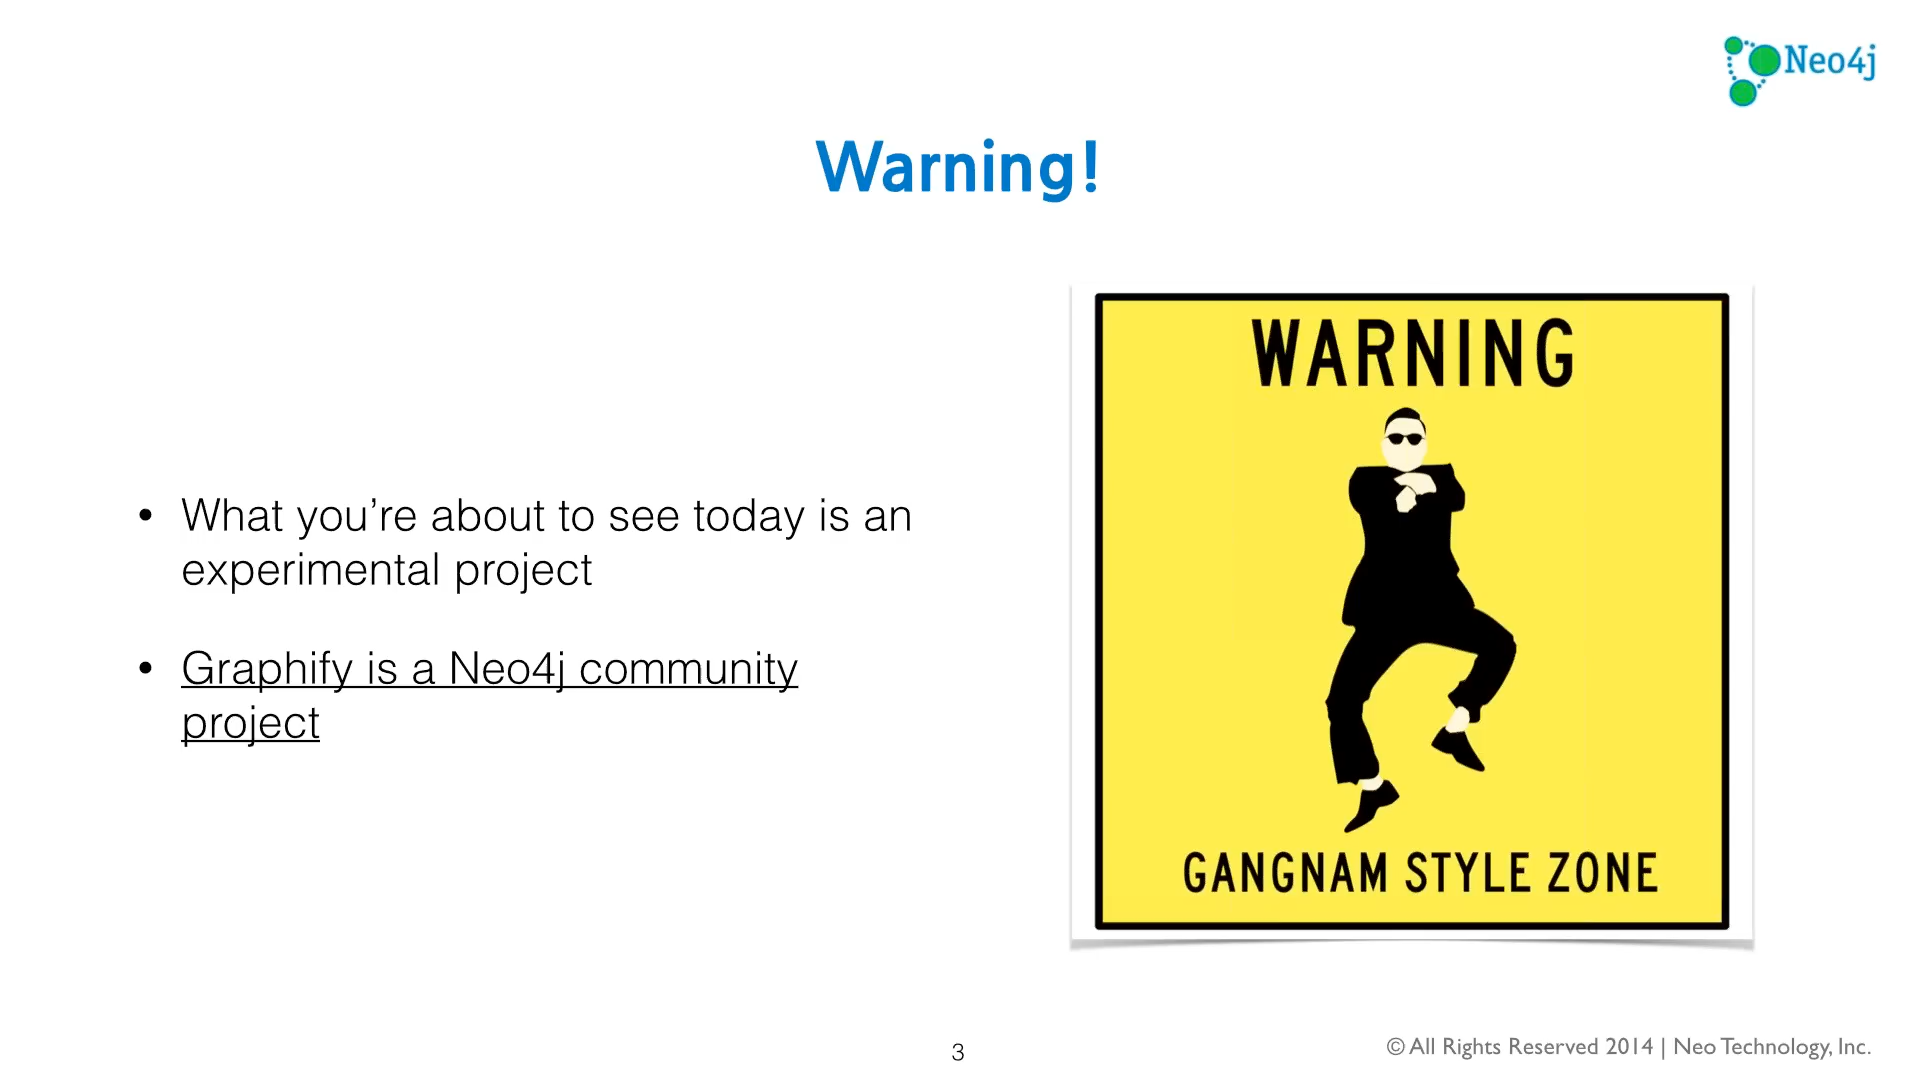 Neo4j
Warning!
• What you’re about to see today is an
experimental project
• Graphify is a Neo4j community
project
WARNING
GANGNAM STYLE ZONE
3
© All Rights Reserved 2014 | Neo Technology, Inc.